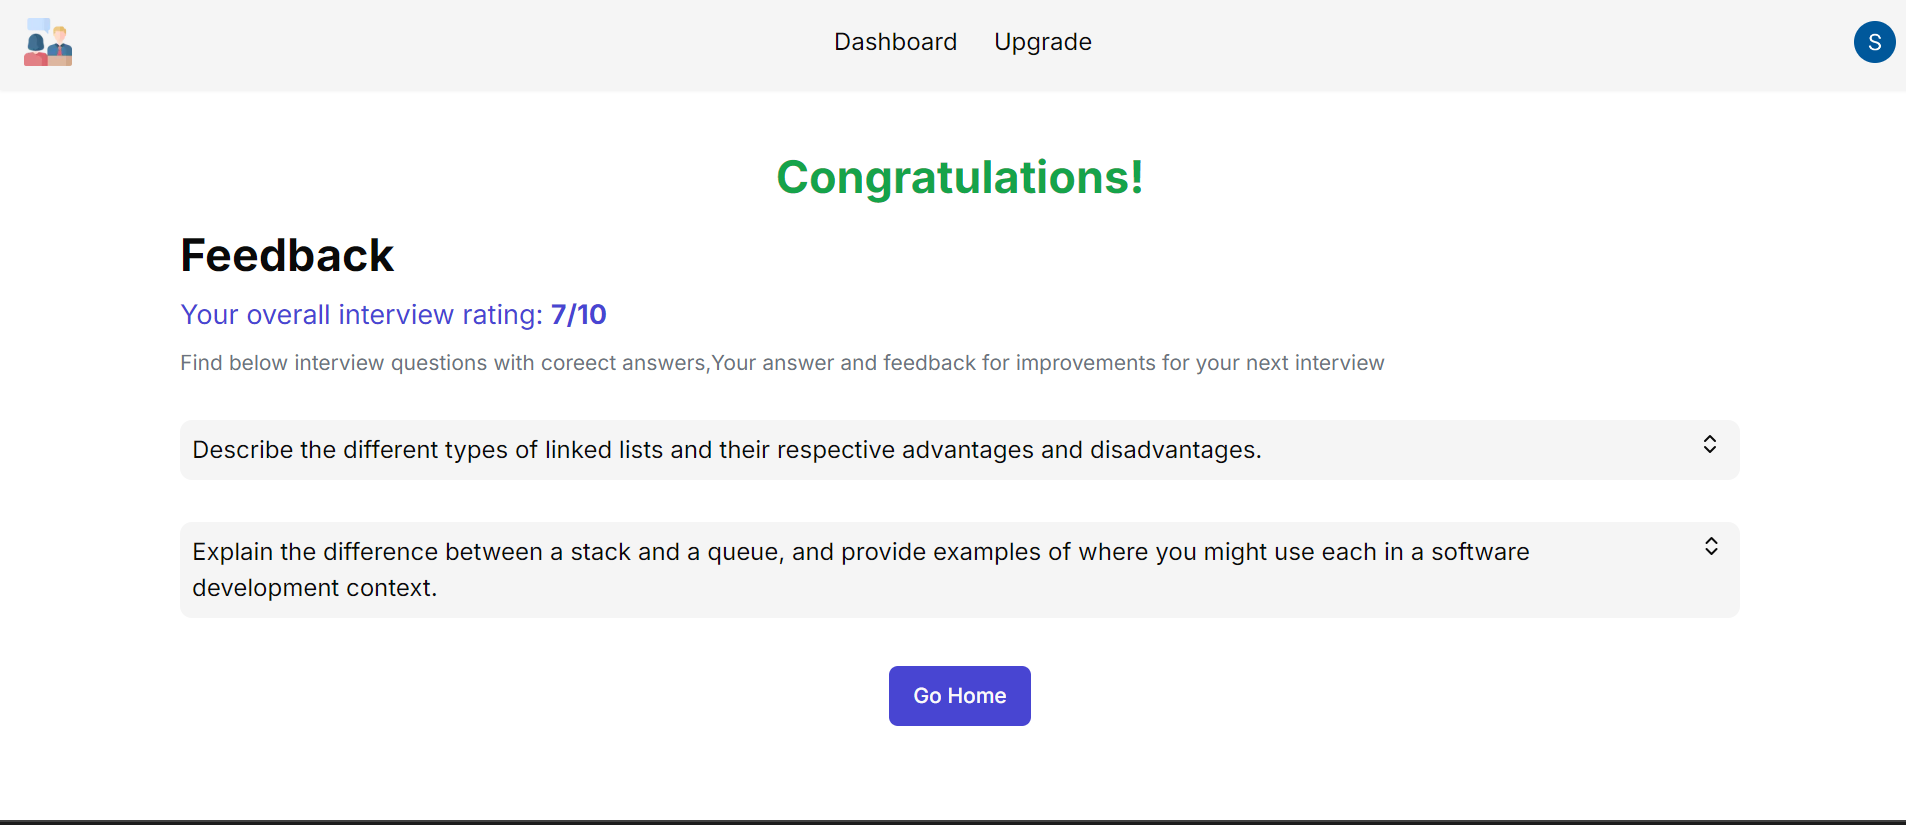 Dashboard Upgrade S
Congratulations!
Feedback
Your overall interview rating: 7/10
Find below interview questions with coreect answers,Your answer and feedback for improvements for your next interview
Describe the different types of linked lists and their respective advantages and disadvantages.
Explain the difference between a stack and a queue, and provide examples of where you might use each in a software
development context.
Go Home